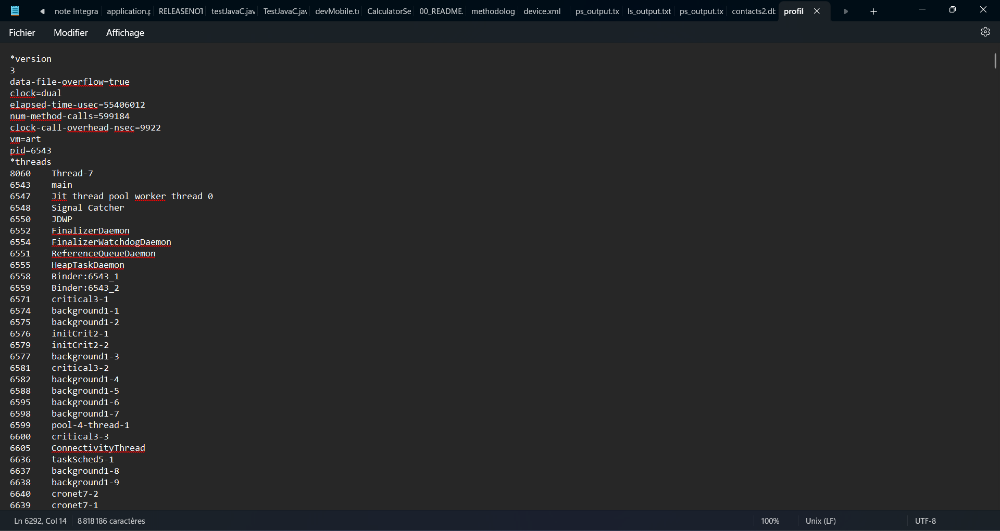 note Integra application.p RELEASENOT testJavaC.jav TestJavaC.jav devMobile.t CalculatorSe 00_README. methodolog device.xml ps_output.tx ls_output.txt ps_output.tx contacts2.db profili
Fichier Modifier Affichage
*version
3
data-file-overflow=true
clock=dual
elapsed-time-usec=55406012
num-method-calls=599184
clock-call-overhead-nsec=9922
vm=art
pid=6543
*threads
8060 Thread-7
6543 main
6547 Jit thread pool worker thread 0
6548 Signal Catcher
6550 JDWP
6552 FinalizerDaemon
6554 FinalizerWatchdogDaemon
6551 ReferenceQueueDaemon
6555 HeapTaskDaemon
6558 Binder:6543_1
6559 Binder:6543_2
6571 critical3-1
6574 background1-1
6575 background1-2
6576 initCrit2-1
6579 initCrit2-2
6577 background1-3
6581 critical3-2
6582 background1-4
6588 background1-5
6595 background1-6
6598 background1-7
6599 pool-4-thread-1
6600 critical3-3
6605 ConnectivityThread
6636 taskSched5-1
6637 background1-8
6638 background1-9
6640 cronet7-2
6639 cronet7-1
Ln 6292, Col 14 8 818 186 caractères 100% Unix (LF) UTF-8